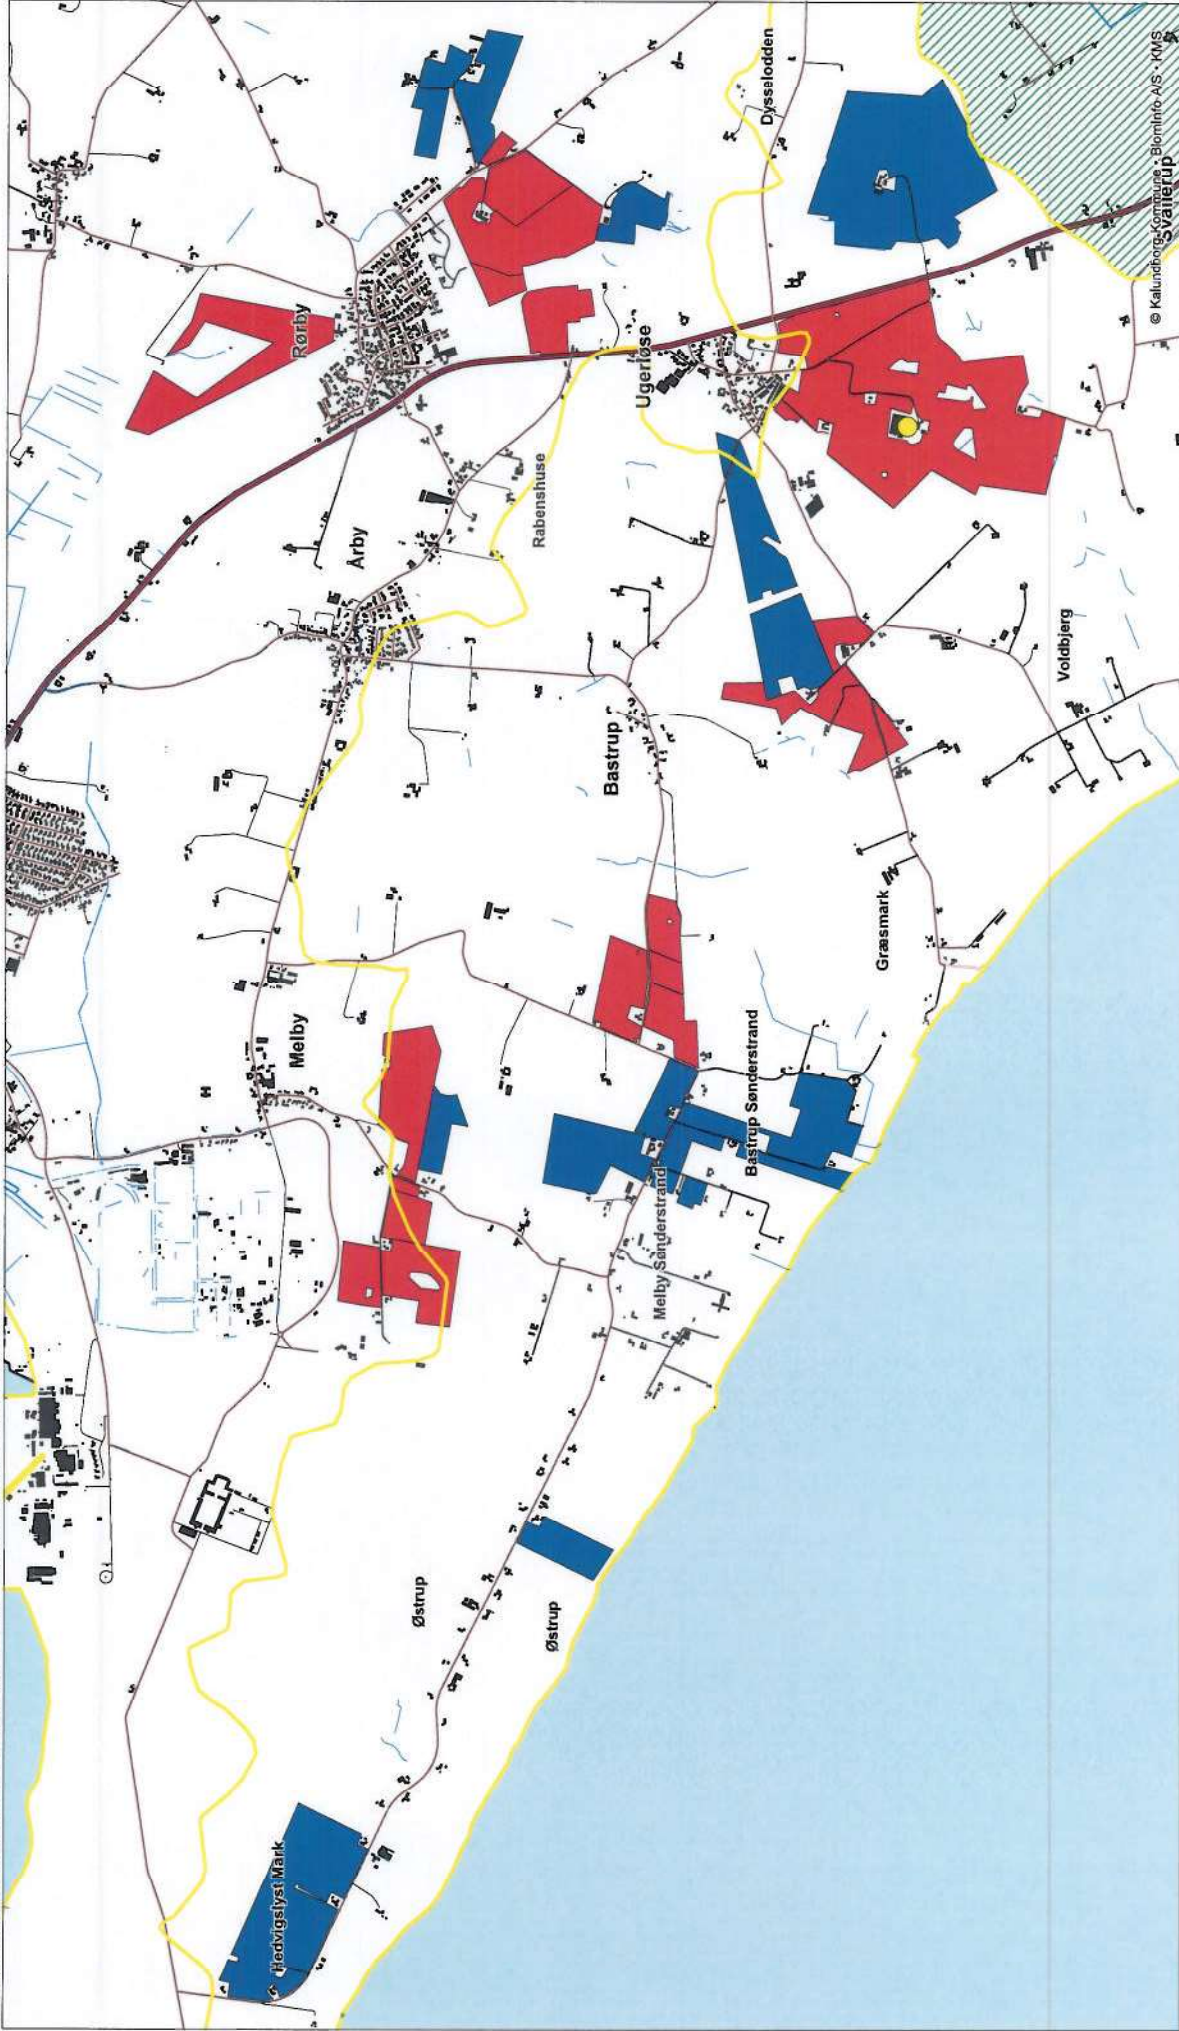 Rørby
Årby
Rabenshuse
Ugerløse
Dysselodden
© Kalundborg Kommune • BlomInfo A/S • KMS
Svallerup
Melby
Bastrup
Voldbjerg
Græsmark
Bastrup Sønderstrand
Melby Sønderstrand
Østrup
Østrup
Hedvigslyst Mark